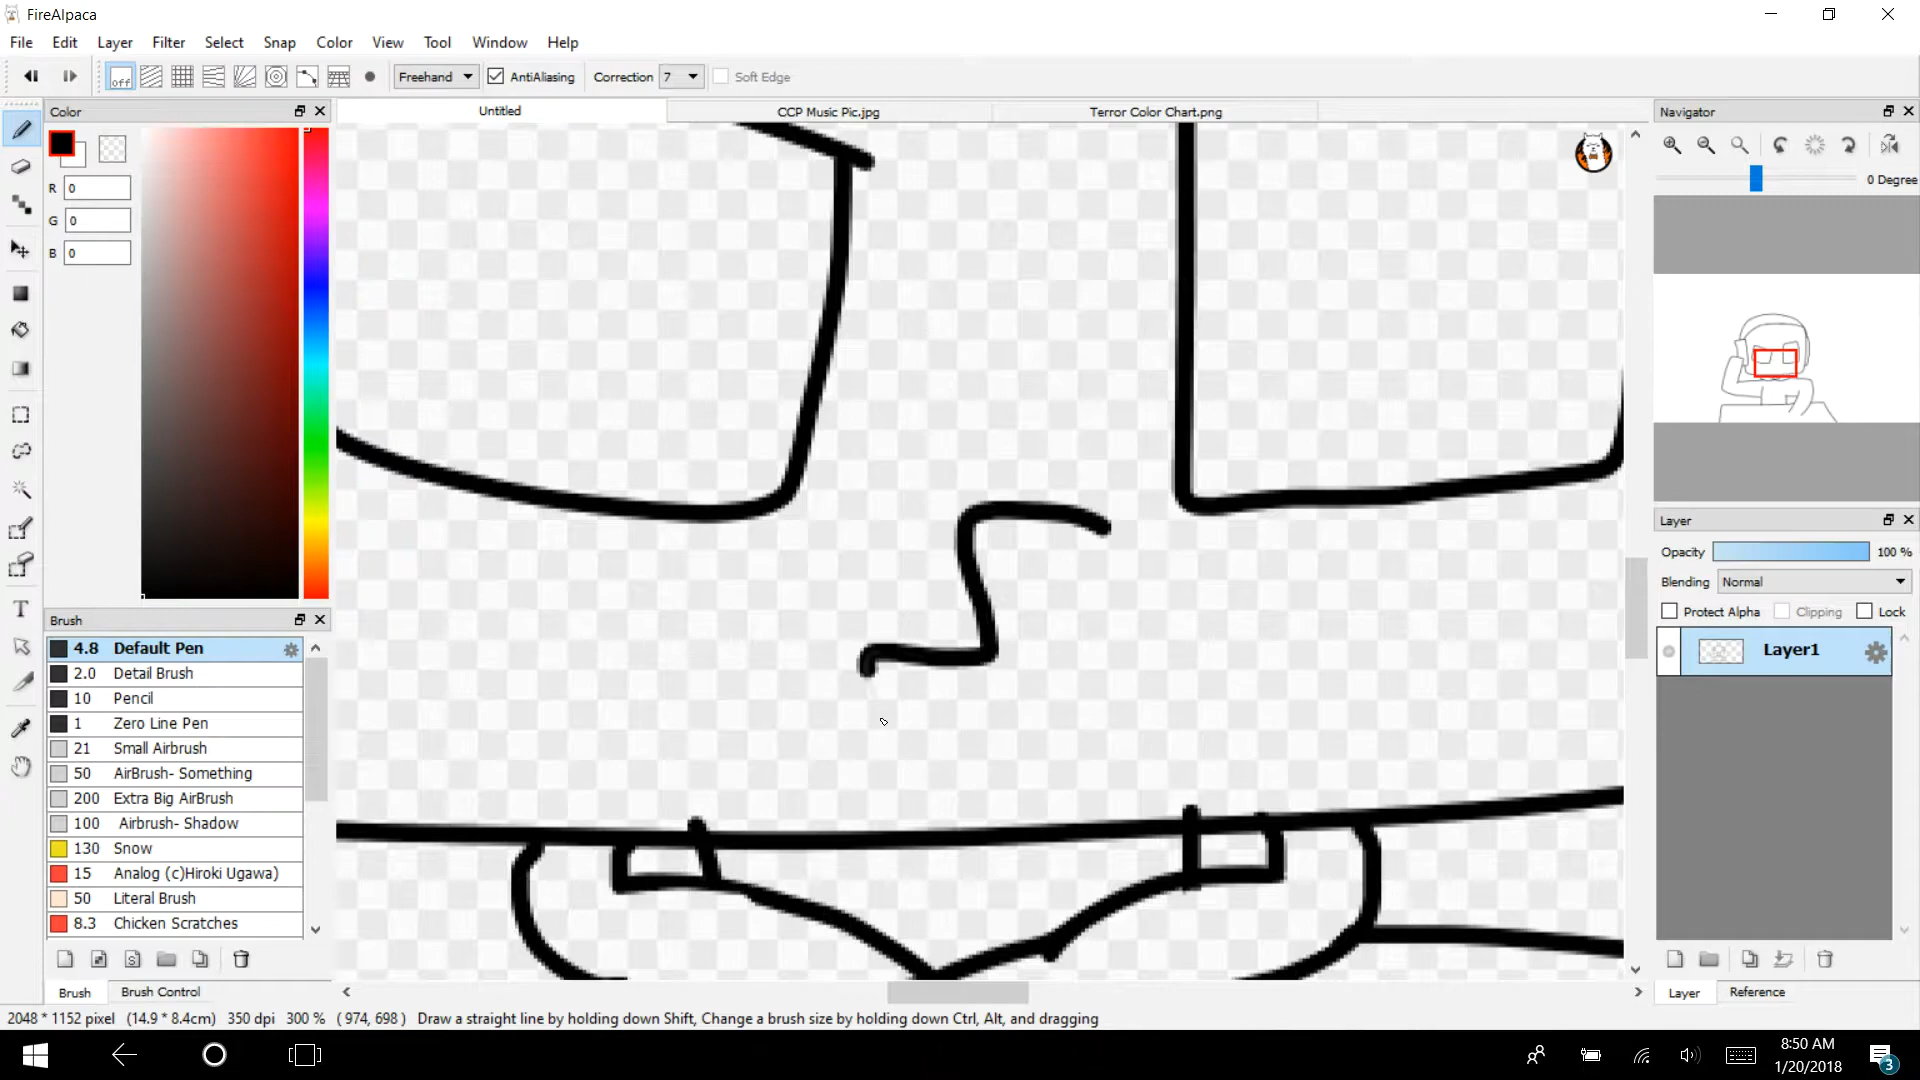 FireAlpaca
File Edit Layer Filter Select Snap Color View Tool Window Help
off Freehand AntiAliasing Correction 7 Soft Edge
Color
Untitled CCP Music Pic.jpg Terror Color Chart.png
Navigator
0 Degree
R 0
G 0
B 0
Layer
Opacity 100 %
Blending Normal
Protect Alpha Clipping Lock
Layer1
Brush
4.8 Default Pen
2.0 Detail Brush
10 Pencil
1 Zero Line Pen
21 Small Airbrush
50 AirBrush- Something
200 Extra Big AirBrush
100 Airbrush- Shadow
130 Snow
15 Analog (c)Hiroki Ugawa)
50 Literal Brush
8.3 Chicken Scratches
Brush Brush Control
Layer Reference
2048 * 1152 pixel (14.9 * 8.4cm) 350 dpi 300 % ( 974, 698 ) Draw a straight line by holding down Shift, Change a brush size by holding down Ctrl, Alt, and dragging
T
8:50 AM
1/20/2018
3